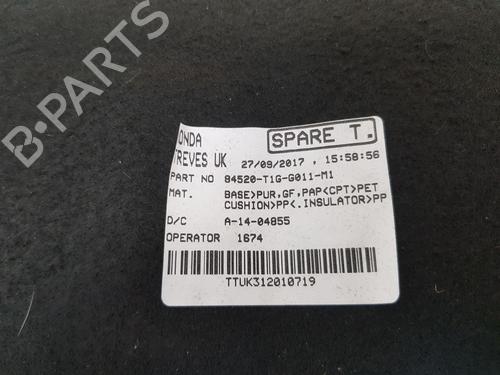 B-PARTS
ONDA
SPARE T.
TREVES UK 27/09/2017 , 15:58:56
PART NO 84520-T1G-G011-M1
MAT. BASE>PUR,GF,PAP<CPT>PET
CUSHION>PP<.INSULATOR>PP
D/C A-14-04855
OPERATOR 1674
TTUK312010719